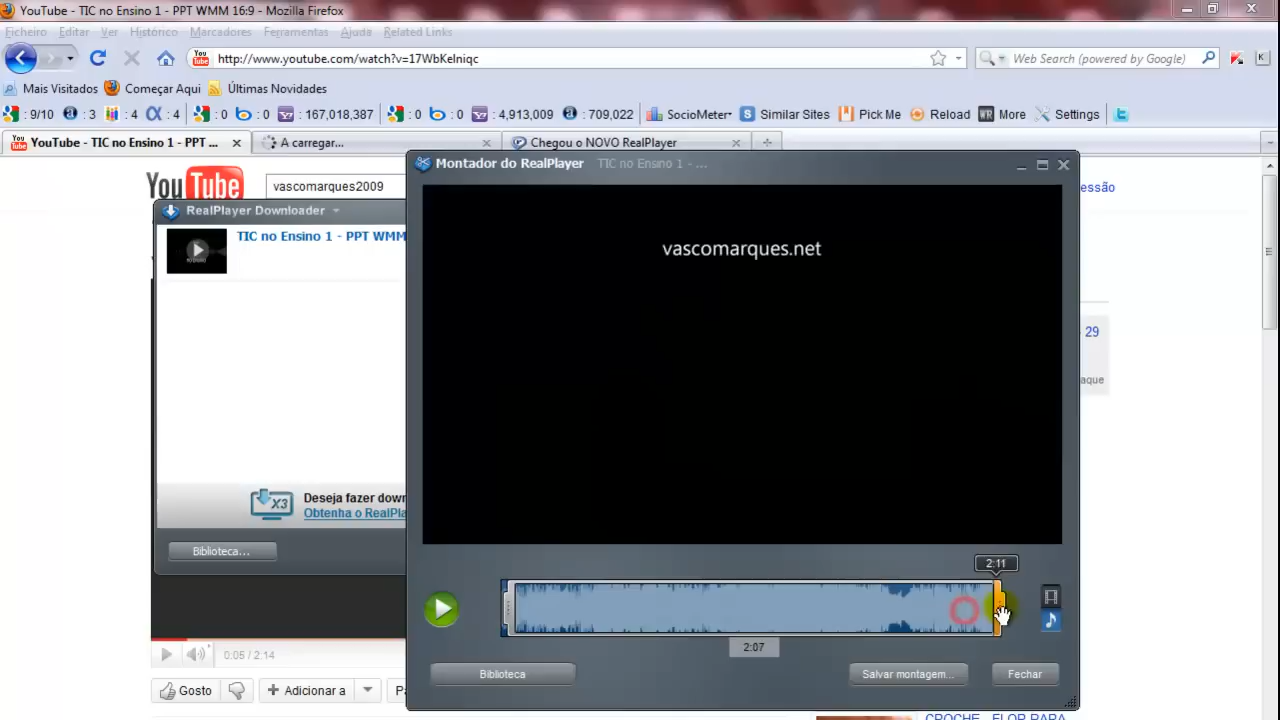 YouTube - TIC no Ensino 1 - PPT WMM 16:9 - Mozilla Firefox
Ficheiro Editar Ver Histórico Marcadores Ferramentas Ajuda Related Links
http://www.youtube.com/watch?v=17WbKelniqc
Web Search (powered by Google)
Mais Visitados Começar Aqui Últimas Novidades
: 9/10 : 3 : 4 : 4 : 0 : 0 : 167,018,387 : 0 : 0 : 4,913,009 : 709,022 SocioMeter Similar Sites Pick Me Reload More Settings
YouTube - TIC no Ensino 1 - PPT ... A carregar... Chegou o NOVO RealPlayer
Montador do RealPlayer TIC no Ensino 1 - ...
YouTube vascomarques2009
essão
RealPlayer Downloader
TIC no Ensino 1 - PPT WMM
vascomarques.net
29
aque
X3
Deseja fazer dow
Obtenha o RealPla
Biblioteca...
2:11
2:07
0:05 / 2:14
Biblioteca Salvar montagem... Fechar
Gosto Adicionar a Pa
CROCHE FLOR PARA